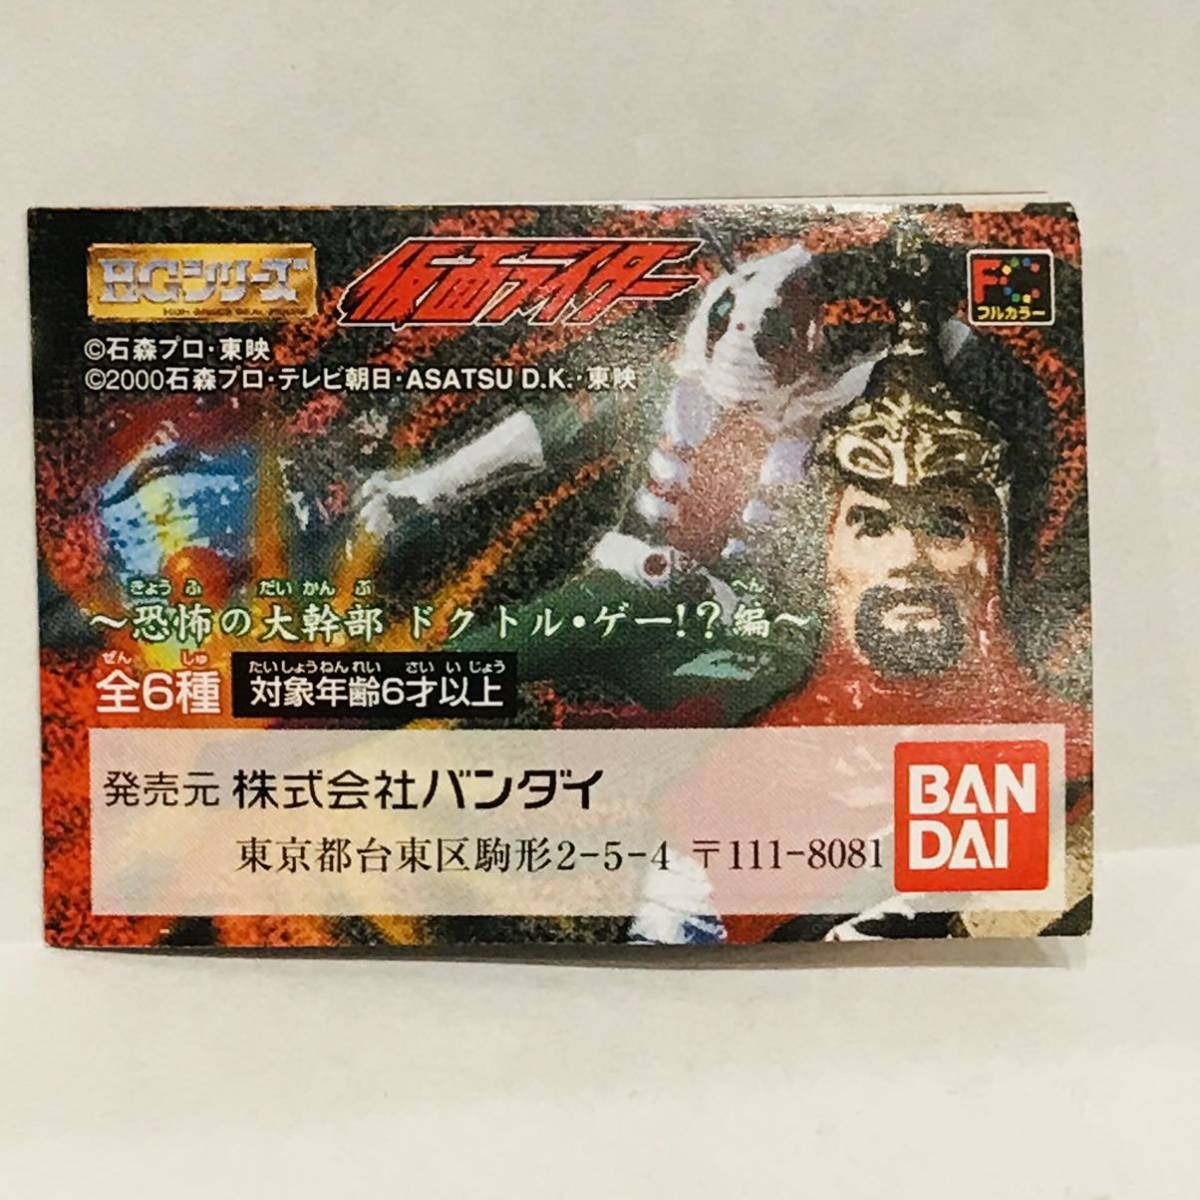 HGシリーズ
仮面ライダー
フルカラー
©石森プロ・東映
©2000石森プロ・テレビ朝日・ASATSU D.K.・東映
きょうふ だいかんぶ へん
～恐怖の大幹部 ドクトル・ゲー!?編～
ぜん しゅ
全6種
たいしょうねんれい さいいじょう
対象年齢6才以上
発売元 株式会社バンダイ
東京都台東区駒形2-5-4 〒111-8081
BAN
DAI